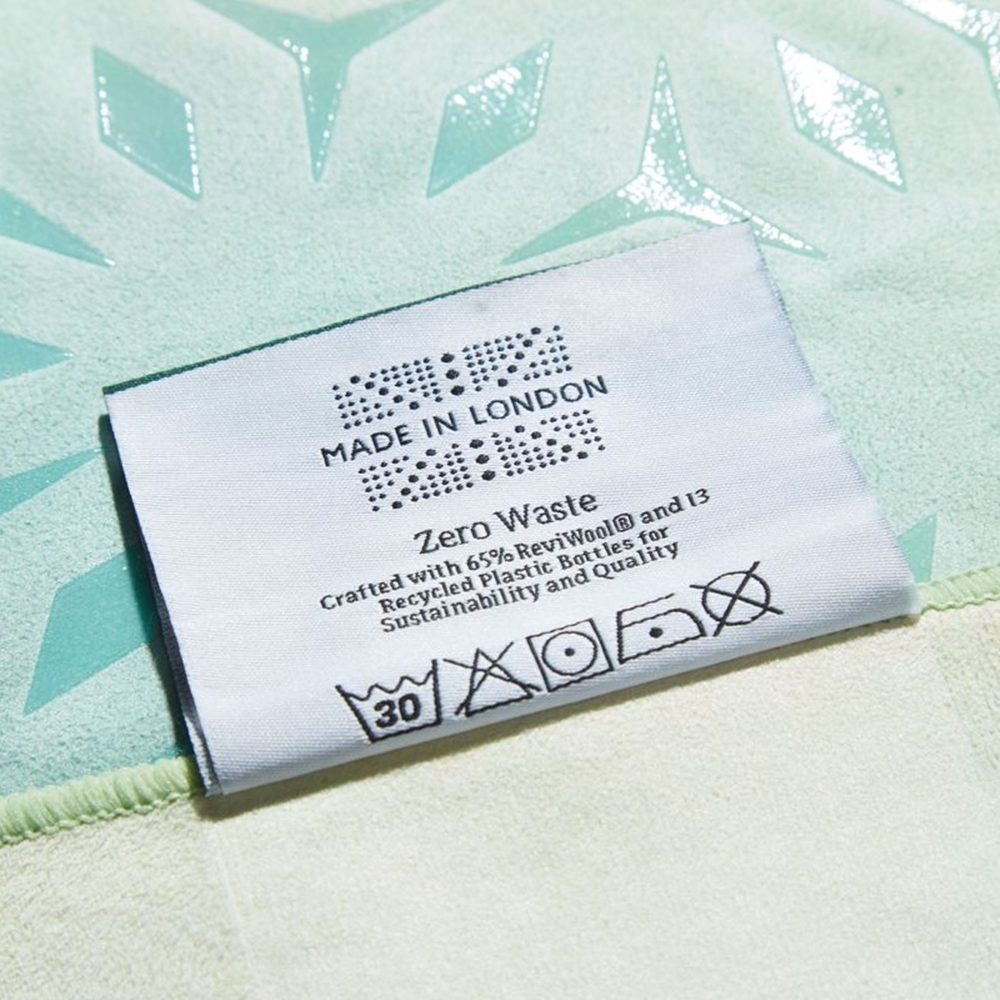 MADE IN LONDON
Zero Waste
Crafted with 65% ReviWool® and 13
Recycled Plastic Bottles for
Sustainability and Quality
30